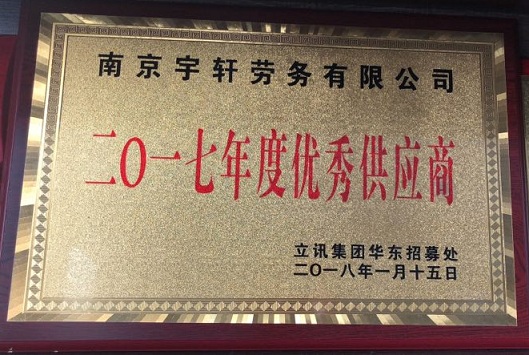 南京宇轩劳务有限公司
二〇一七年度优秀供应商
立讯集团华东招募处
二〇一八年一月十五日